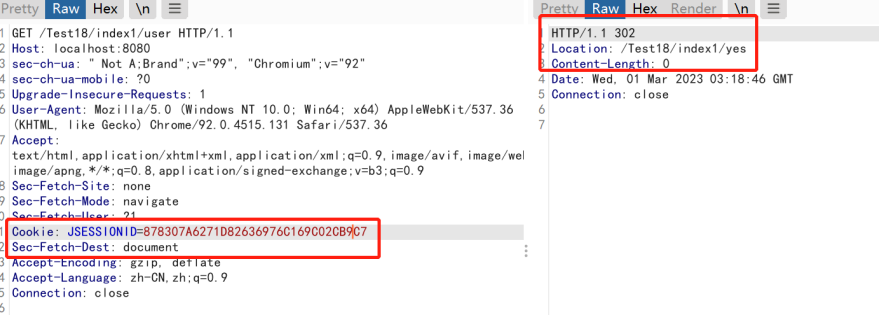 Pretty Raw Hex \n
GET /Test18/index1/user HTTP/1.1
2 Host: localhost:8080
3 sec-ch-ua: " Not A;Brand";v="99", "Chromium";v="92"
4 sec-ch-ua-mobile: ?0
5 Upgrade-Insecure-Requests: 1
6 User-Agent: Mozilla/5.0 (Windows NT 10.0; Win64; x64) AppleWebKit/537.36
(KHTML, like Gecko) Chrome/92.0.4515.131 Safari/537.36
7 Accept:
text/html,application/xhtml+xml,application/xml;q=0.9,image/avif,image/we
image/apng,*/*;q=0.8,application/signed-exchange;v=b3;q=0.9
8 Sec-Fetch-Site: none
9 Sec-Fetch-Mode: navigate
0 Sec-Fetch-User: ?1
1 Cookie: JSESSIONID=878307A6271D82636976C169C02CB9C7
2 Sec-Fetch-Dest: document
3 Accept-Encoding: gzip, deflate
4 Accept-Language: zh-CN,zh;q=0.9
5 Connection: close
6
Pretty Raw Hex Render \n
1 HTTP/1.1 302
2 Location: /Test18/index1/yes
3 Content-Length: 0
4 Date: Wed, 01 Mar 2023 03:18:46 GMT
5 Connection: close
6
7